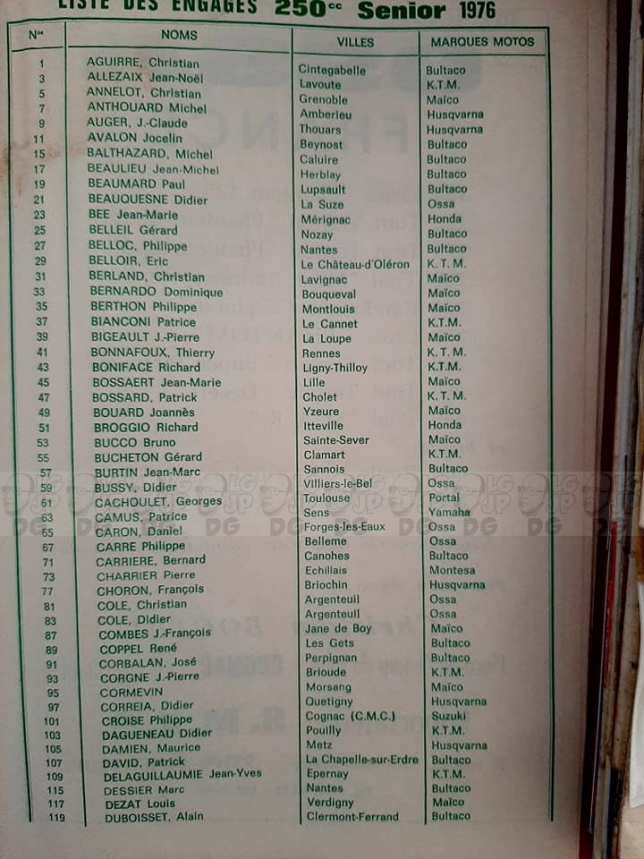 LISTE DES ENGAGÉS 250cc Senior 1976
Nos NOMS VILLES MARQUES MOTOS
1 AGUIRRE, Christian Cintegabelle Bultaco
3 ALLEZAIX Jean-Noël Lavoute K.T.M.
5 ANNELOT, Christian Grenoble Maïco
7 ANTHOUARD Michel Amberieu Husqvarna
9 AUGER, J.-Claude Thouars Husqvarna
11 AVALON Jocelin Beynost Bultaco
15 BALTHAZARD, Michel Caluire Bultaco
17 BEAULIEU Jean-Michel Herblay Bultaco
19 BEAUMARD Paul Lupsault Bultaco
21 BEAUQUESNE Didier La Suze Ossa
23 BEE Jean-Marie Mérignac Honda
25 BELLEIL Gérard Nozay Bultaco
27 BELLOC, Philippe Nantes Bultaco
29 BELLOIR, Eric Le Château-d'Oléron K. T. M.
31 BERLAND, Christian Lavignac Maïco
33 BERNARDO Dominique Bouqueval Maïco
35 BERTHON Philippe Montlouis Maïco
37 BIANCONI Patrice Le Cannet K.T.M.
39 BIGEAULT J.-Pierre La Loupe Maïco
41 BONNAFOUX, Thierry Rennes K. T. M.
43 BONIFACE Richard Ligny-Thilloy K.T.M.
45 BOSSAERT Jean-Marie Lille Maïco
47 BOSSARD, Patrick Cholet K. T. M.
49 BOUARD Joannès Yzeure Maïco
51 BROGGIO Richard Itteville Honda
53 BUCCO Bruno Sainte-Sever Maïco
55 BUCHETON Gérard Clamart K.T.M.
57 BURTIN Jean-Marc Sannois Bultaco
59 BUSSY, Didier Villiers-le-Bel Ossa
61 CACHOULET, Georges Toulouse Portal
63 CAMUS, Patrice Sens Yamaha
65 CARON, Daniel Forges-les-Eaux Ossa
67 CARRE Philippe Belleme Ossa
71 CARRIERE, Bernard Canohes Bultaco
73 CHARRIER Pierre Echillais Montesa
77 CHORON, François Briochin Husqvarna
81 COLE, Christian Argenteuil Ossa
83 COLE, Didier Argenteuil Ossa
87 COMBES J.-François Jane de Boy Maïco
89 COPPEL René Les Gets Bultaco
91 CORBALAN, José Perpignan Bultaco
93 CORGNE J.-Pierre Brioude K.T.M.
95 CORMEVIN Morsang Maïco
97 CORREIA, Didier Quetigny Husqvarna
101 CROISE Philippe Cognac (C.M.C.) Suzuki
103 DAGUENEAU Didier Pouilly K.T.M.
105 DAMIEN, Maurice Metz Husqvarna
107 DAVID, Patrick La Chapelle-sur-Erdre Bultaco
109 DELAGUILLAUMIE Jean-Yves Epernay K.T.M.
115 DESSIER Marc Nantes Bultaco
117 DEZAT Louis Verdigny Maïco
119 DUBOISSET, Alain Clermont-Ferrand Bultaco